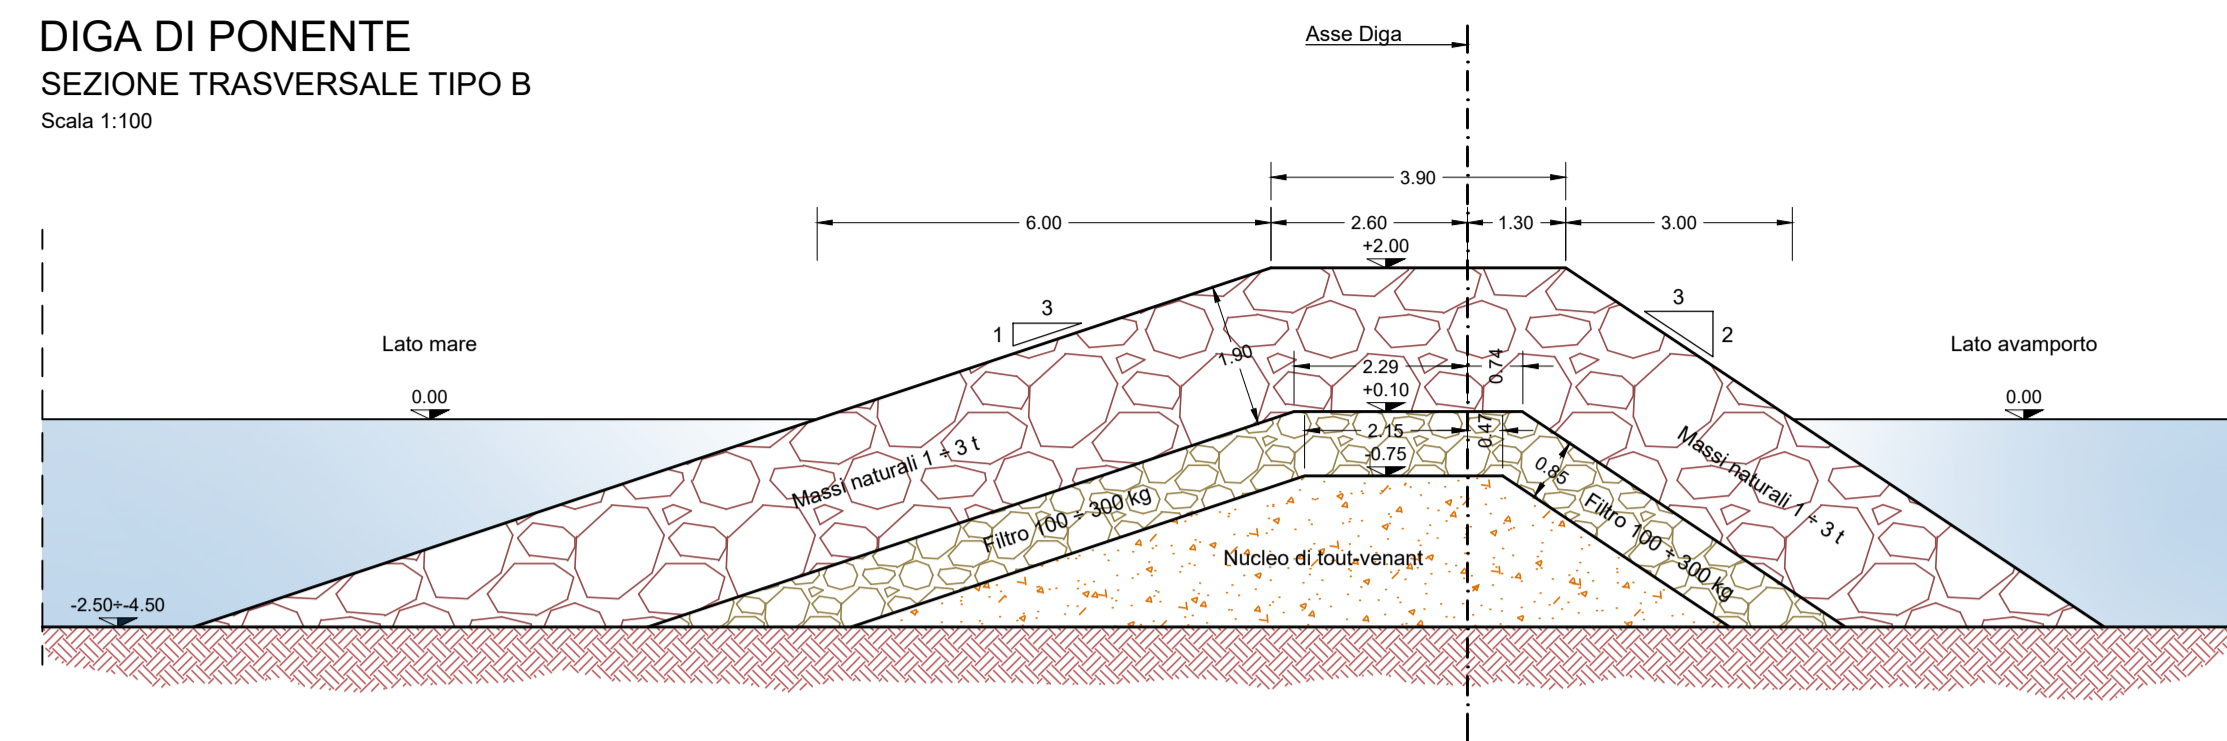 DIGA DI PONENTE
SEZIONE TRASVERSALE TIPO B
Scala 1:100
Asse Diga
3.90
6.00
2.60
1.30
3.00
+2.00
3
1
3
2
Lato mare
Lato avamporto
1.90
2.29
0.74
+0.10
0.00
0.00
2.15
0.47
-0.75
0.85
Massi naturali 1 ÷ 3 t
Massi naturali 1 ÷ 3 t
Filtro 100 ÷ 300 kg
Filtro 100 ÷ 300 kg
Nucleo di tout-venant
-2.50÷-4.50